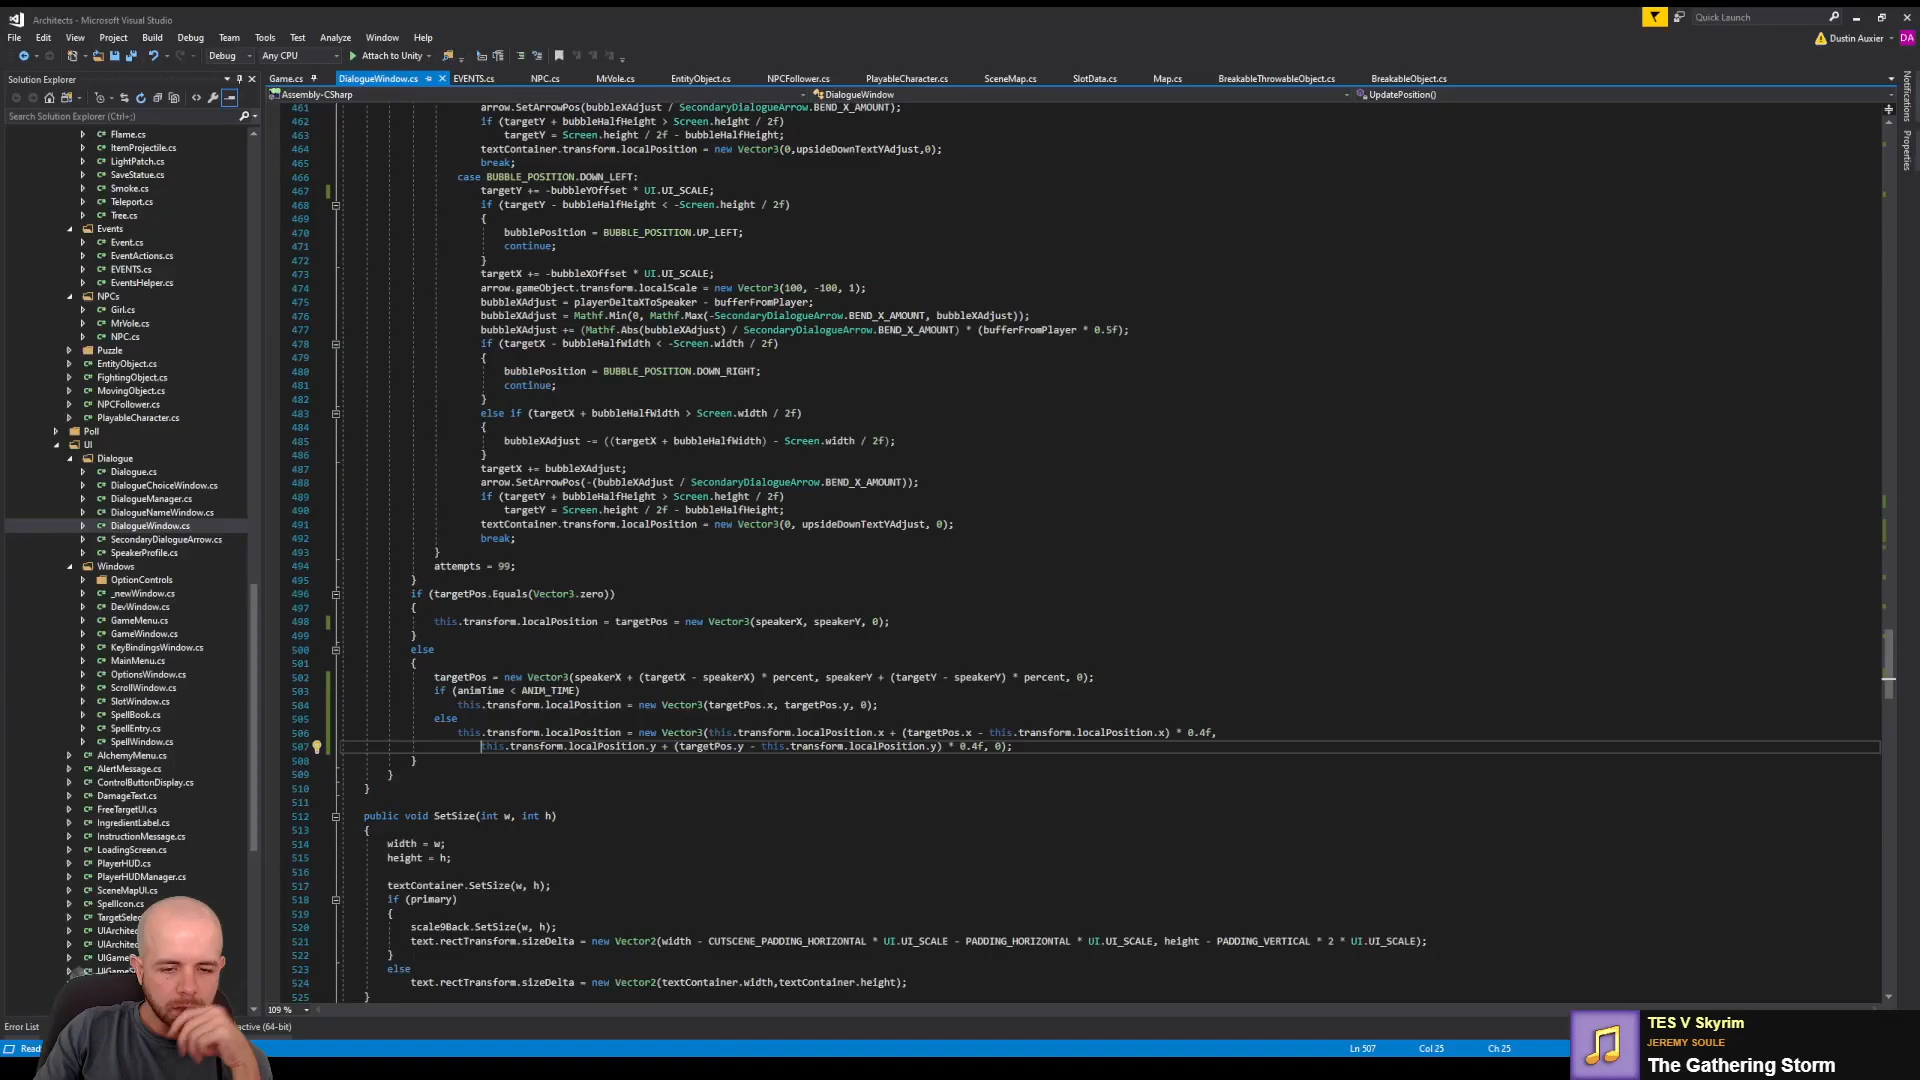 Architects - Microsoft Visual Studio
Quick Launch
File Edit View Project Build Debug Team Tools Test Analyze Window Help
Dustin Auxier
DA
Debug
Any CPU
Attach to Unity
Solution Explorer
Game.cs
DialogueWindow.cs
EVENTS.cs
NPC.cs
MrVole.cs
EntityObject.cs
NPCFollower.cs
PlayableCharacter.cs
SceneMap.cs
SlotData.cs
Map.cs
BreakableThrowableObject.cs
BreakableObject.cs
Assembly-CSharp
DialogueWindow
UpdatePosition()
Notifications
Properties
Search Solution Explorer (Ctrl+;)
Flame.cs
ItemProjectile.cs
LightPatch.cs
SaveStatue.cs
Smoke.cs
Teleport.cs
Tree.cs
Events
Event.cs
EventActions.cs
EVENTS.cs
EventsHelper.cs
NPCs
Girl.cs
MrVole.cs
NPC.cs
Puzzle
EntityObject.cs
FightingObject.cs
MovingObject.cs
NPCFollower.cs
PlayableCharacter.cs
Poll
UI
Dialogue
Dialogue.cs
DialogueChoiceWindow.cs
DialogueManager.cs
DialogueNameWindow.cs
DialogueWindow.cs
SecondaryDialogueArrow.cs
SpeakerProfile.cs
Windows
OptionControls
_newWindow.cs
DevWindow.cs
GameMenu.cs
GameWindow.cs
KeyBindingsWindow.cs
MainMenu.cs
OptionsWindow.cs
ScrollWindow.cs
SlotWindow.cs
SpellBook.cs
SpellEntry.cs
SpellWindow.cs
AlchemyMenu.cs
AlertMessage.cs
ControlButtonDisplay.cs
DamageText.cs
FreeTargetUI.cs
IngredientLabel.cs
InstructionMessage.cs
LoadingScreen.cs
PlayerHUD.cs
PlayerHUDManager.cs
SceneMapUI.cs
SpellIcon.cs
TargetSelec
UIArchitec
UIArchitec
UIGame
461 arrow.SetArrowPos(bubbleXAdjust / SecondaryDialogueArrow.BEND_X_AMOUNT);
462 if (targetY + bubbleHalfHeight > Screen.height / 2f)
463 targetY = Screen.height / 2f - bubbleHalfHeight;
464 textContainer.transform.localPosition = new Vector3(0,upsideDownTextYAdjust,0);
465 break;
466 case BUBBLE_POSITION.DOWN_LEFT:
467 targetY += -bubbleYOffset * UI.UI_SCALE;
468 if (targetY - bubbleHalfHeight < -Screen.height / 2f)
469 {
470 bubblePosition = BUBBLE_POSITION.UP_LEFT;
471 continue;
472 }
473 targetX += -bubbleXOffset * UI.UI_SCALE;
474 arrow.gameObject.transform.localScale = new Vector3(100, -100, 1);
475 bubbleXAdjust = playerDeltaXToSpeaker - bufferFromPlayer;
476 bubbleXAdjust = Mathf.Min(0, Mathf.Max(-SecondaryDialogueArrow.BEND_X_AMOUNT, bubbleXAdjust));
477 bubbleXAdjust += (Mathf.Abs(bubbleXAdjust) / SecondaryDialogueArrow.BEND_X_AMOUNT) * (bufferFromPlayer * 0.5f);
478 if (targetX - bubbleHalfWidth < -Screen.width / 2f)
479 {
480 bubblePosition = BUBBLE_POSITION.DOWN_RIGHT;
481 continue;
482 }
483 else if (targetX + bubbleHalfWidth > Screen.width / 2f)
484 {
485 bubbleXAdjust -= ((targetX + bubbleHalfWidth) - Screen.width / 2f);
486 }
487 targetX += bubbleXAdjust;
488 arrow.SetArrowPos(-(bubbleXAdjust / SecondaryDialogueArrow.BEND_X_AMOUNT));
489 if (targetY + bubbleHalfHeight > Screen.height / 2f)
490 targetY = Screen.height / 2f - bubbleHalfHeight;
491 textContainer.transform.localPosition = new Vector3(0, upsideDownTextYAdjust, 0);
492 break;
493 }
494 attempts = 99;
495 }
496 if (targetPos.Equals(Vector3.zero))
497 {
498 this.transform.localPosition = targetPos = new Vector3(speakerX, speakerY, 0);
499 }
500 else
501 {
502 targetPos = new Vector3(speakerX + (targetX - speakerX) * percent, speakerY + (targetY - speakerY) * percent, 0);
503 if (animTime < ANIM_TIME)
504 this.transform.localPosition = new Vector3(targetPos.x, targetPos.y, 0);
505 else
506 this.transform.localPosition = new Vector3(this.transform.localPosition.x + (targetPos.x - this.transform.localPosition.x) * 0.4f,
507 this.transform.localPosition.y + (targetPos.y - this.transform.localPosition.y) * 0.4f, 0);
508 }
509 }
510 }
511
512 public void SetSize(int w, int h)
513 {
514 width = w;
515 height = h;
516
517 textContainer.SetSize(w, h);
518 if (primary)
519 {
520 scale9Back.SetSize(w, h);
521 text.rectTransform.sizeDelta = new Vector2(width - CUTSCENE_PADDING_HORIZONTAL * UI.UI_SCALE - PADDING_HORIZONTAL * UI.UI_SCALE, height - PADDING_VERTICAL * 2 * UI.UI_SCALE);
522 }
523 else
524 text.rectTransform.sizeDelta = new Vector2(textContainer.width,textContainer.height);
525 }
109 %
Error List
active (64-bit)
Ready
Ln 507
Col 25
Ch 25
TES V Skyrim
JEREMY SOULE
The Gathering Storm